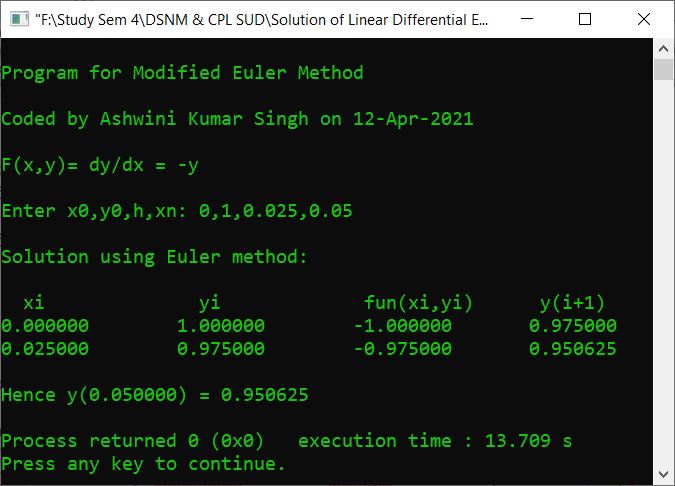 "F:\Study Sem 4\DSNM & CPL SUD\Solution of Linear Differential E...
Program for Modified Euler Method
Coded by Ashwini Kumar Singh on 12-Apr-2021
F(x,y)= dy/dx = -y
Enter x0,y0,h,xn: 0,1,0.025,0.05
Solution using Euler method:
xi yi fun(xi,yi) y(i+1)
0.000000 1.000000 -1.000000 0.975000
0.025000 0.975000 -0.975000 0.950625
Hence y(0.050000) = 0.950625
Process returned 0 (0x0) execution time : 13.709 s
Press any key to continue.